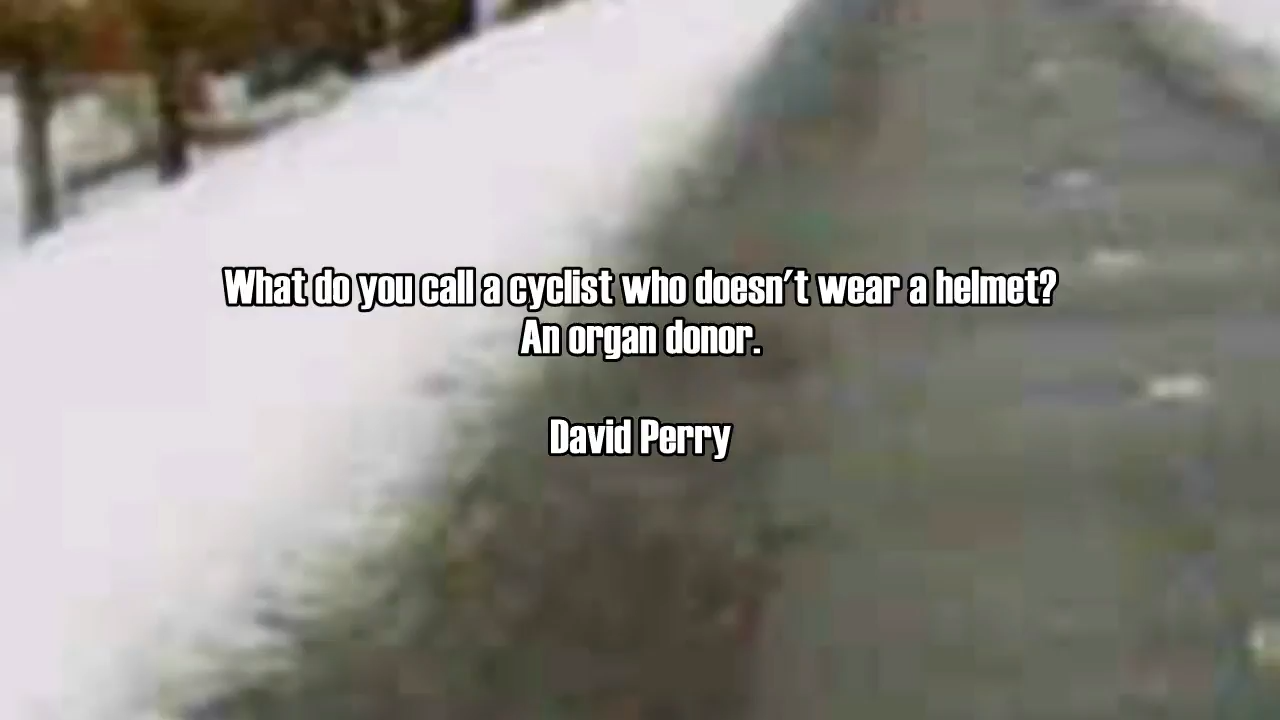 What do you call a cyclist who doesn't wear a helmet?
An organ donor.
David Perry